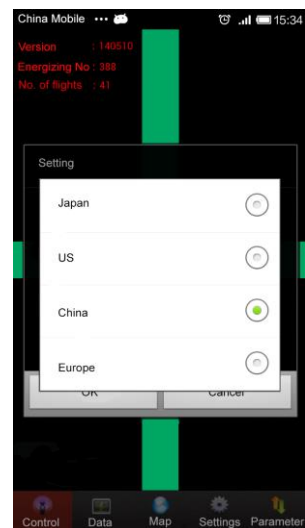 China Mobile ... 15:34
Version : 140510
Energizing No : 388
No. of flights : 41
Setting
Japan
US
China
Europe
OK Cancel
Control Data Map Settings Parameter